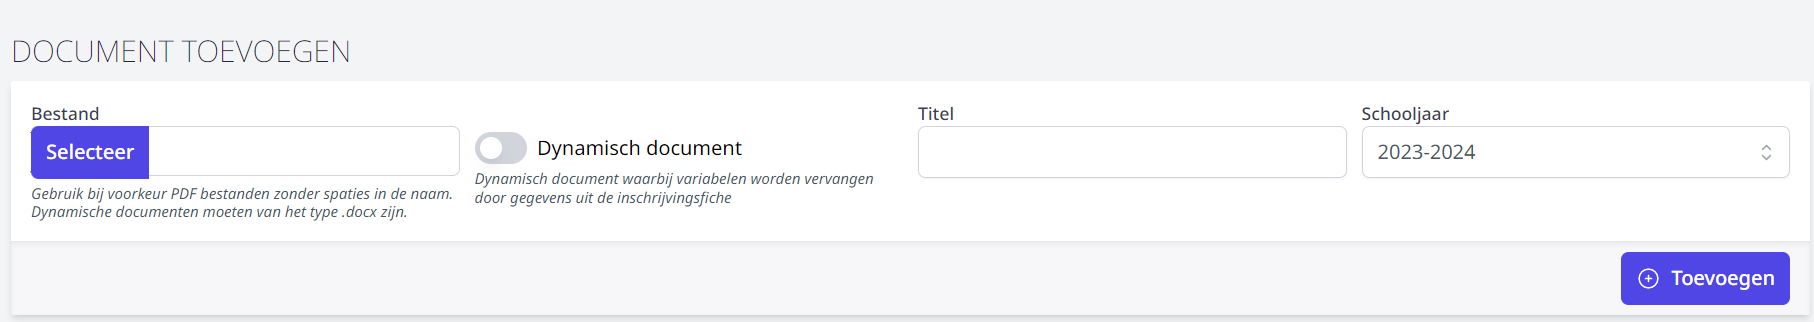 DOCUMENT TOEVOEGEN
Bestand
Selecteer
Gebruik bij voorkeur PDF bestanden zonder spaties in de naam.
Dynamische documenten moeten van het type .docx zijn.
Dynamisch document
Dynamisch document waarbij variabelen worden vervangen
door gegevens uit de inschrijvingsfiche
Titel
Schooljaar
2023-2024
Toevoegen